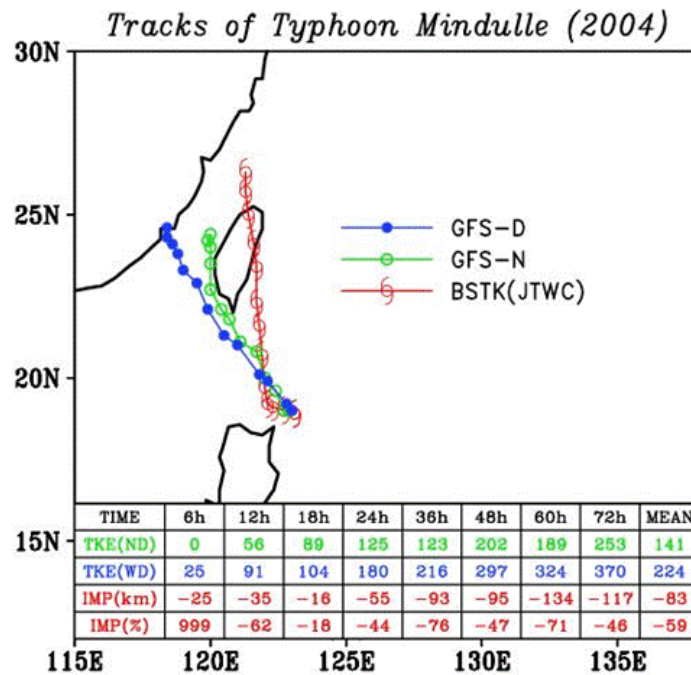 Tracks of Typhoon Mindulle (2004)
30N
25N
GFS-D
GFS-N
BSTK(JTWC)
20N
TIME 6h 12h 18h 24h 36h 48h 60h 72h MEAN
15N
TKE(ND) 0 56 89 125 123 202 189 253 141
TKE(WD) 25 91 104 180 216 297 324 370 224
IMP(km) -25 -35 -16 -55 -93 -95 -134 -117 -83
IMP(%) 999 -62 -18 -44 -76 -47 -71 -46 -59
115E 120E 125E 130E 135E